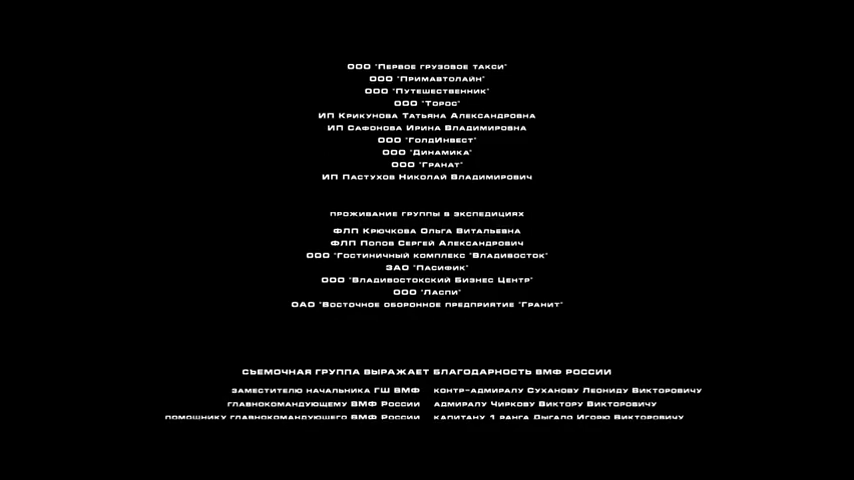 ООО "Первое грузовое такси"
ООО "Примавтолайн"
ООО "Путешественник"
ООО "Торос"
ИП Крикунова Татьяна Александровна
ИП Сафонова Ирина Владимировна
ООО "ГолдИнвест"
ООО "Динамика"
ООО "Гранат"
ИП Пастухов Николай Владимирович
проживание группы в экспедициях
ФЛП Крючкова Ольга Витальевна
ФЛП Попов Сергей Александрович
ООО "Гостиничный комплекс "Владивосток"
ЗАО "Пасифик"
ООО "Владивостокский Бизнес Центр"
ООО "Ласпи"
ОАО "Восточное оборонное предприятие "Гранит"
СЪЕМОЧНАЯ ГРУППА ВЫРАЖАЕТ БЛАГОДАРНОСТЬ ВМФ РОССИИ
заместителю начальника ГШ ВМФ контр-адмиралу Суханову Леониду Викторовичу
главнокомандующему ВМФ России адмиралу Чиркову Виктору Викторовичу
помощнику главнокомандующего ВМФ России капитану 1 ранга Дыгало Игорю Викторовичу